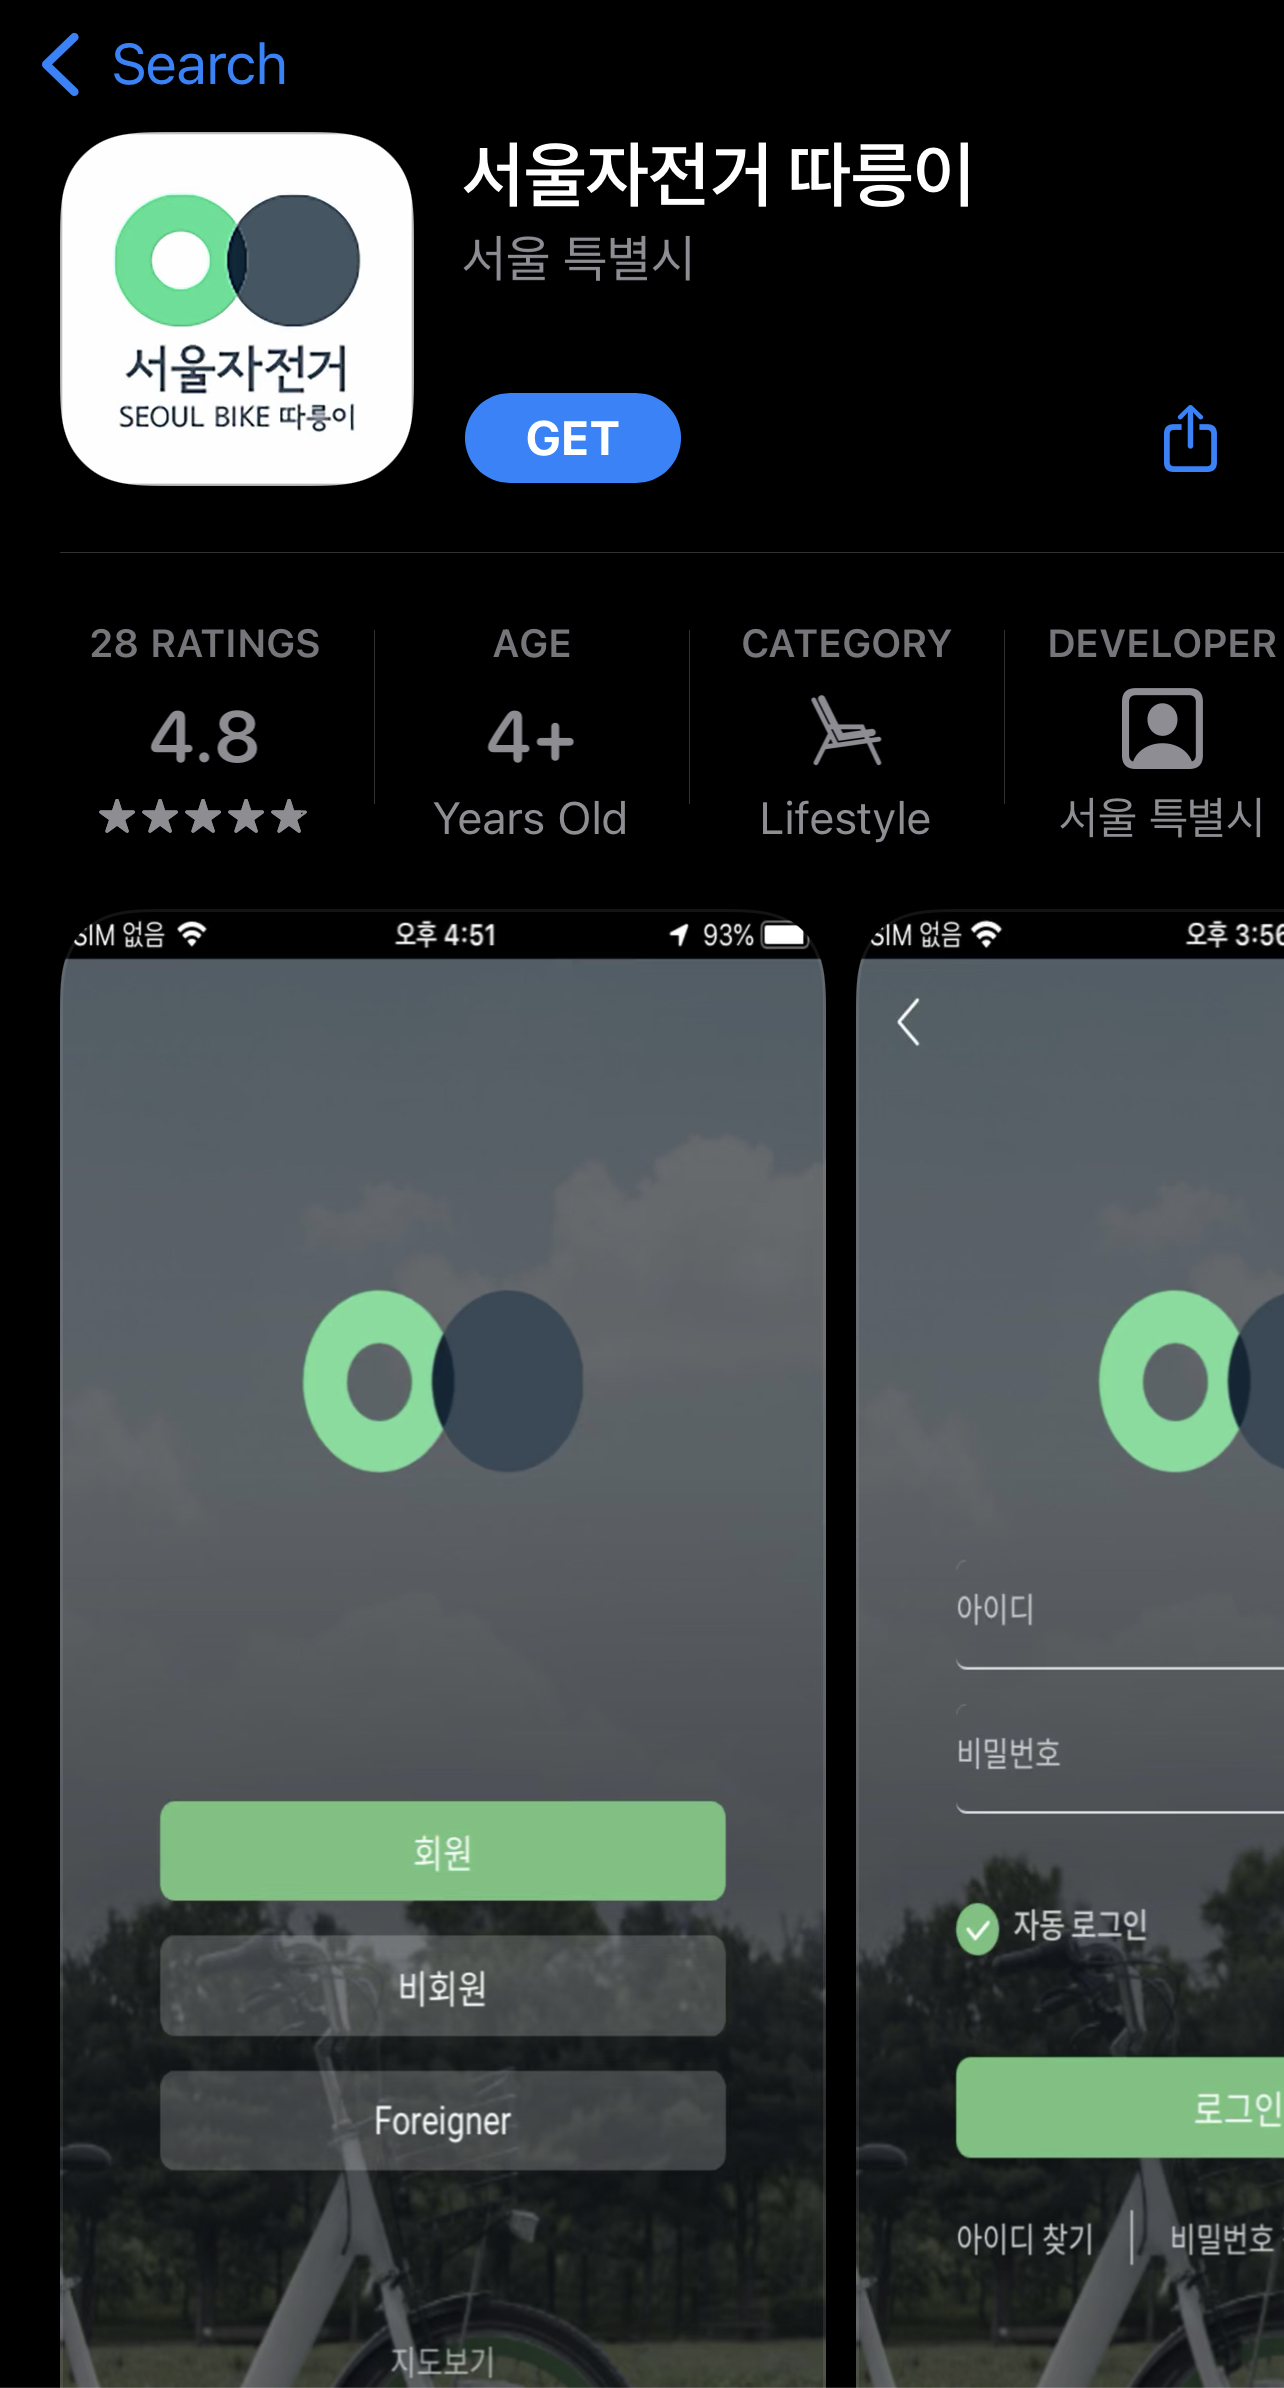 Search
서울자전거
SEOUL BIKE 따릉이
서울자전거 따릉이
서울 특별시
GET
28 RATINGS
4.8
AGE
4+
Years Old
CATEGORY
Lifestyle
DEVELOPER
서울 특별시
SIM 없음
오후 4:51
93%
회원
비회원
Foreigner
지도보기
SIM 없음
오후 3:56
아이디
비밀번호
자동 로그인
로그인
아이디 찾기
비밀번호